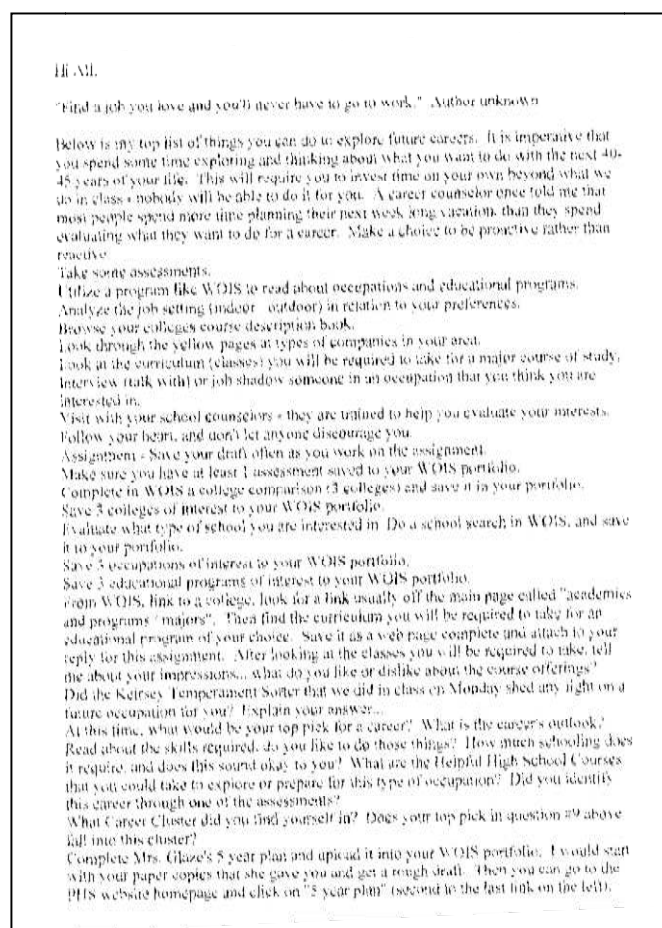 Hi All,
"Find a job you love and you'll never have to go to work." Author unknown
Below is my top list of things you can do to explore future careers. It is imperative that
you spend some time exploring and thinking about what you want to do with the next 40-
45 years of your life. This will require you to invest time on your own beyond what we
do in class - nobody will be able to do it for you. A career counselor once told me that
most people spend more time planning their next week long vacation, than they spend
evaluating what they want to do for a career. Make a choice to be proactive rather than
reactive.
Take some assessments.
Utilize a program like WOIS to read about occupations and educational programs.
Analyze the job setting (indoor outdoor) in relation to your preferences.
Browse your colleges course description book.
Look through the yellow pages at types of companies in your area.
Look at the curriculum (classes) you will be required to take for a major course of study.
Interview (talk with) or job shadow someone in an occupation that you think you are
interested in.
Visit with your school counselors - they are trained to help you evaluate your interests.
Follow your heart, and don't let anyone discourage you.
Assignment - Save your draft often as you work on the assignment.
Make sure you have at least 1 assessment saved to your WOIS portfolio.
Complete in WOIS a college comparison (3 colleges) and save it in your portfolio.
Save 3 colleges of interest to your WOIS portfolio.
Evaluate what type of school you are interested in. Do a school search in WOIS, and save
it to your portfolio.
Save 3 occupations of interest to your WOIS portfolio.
Save 3 educational programs of interest to your WOIS portfolio.
From WOIS, link to a college, look for a link usually off the main page called "academics
and programs / majors". Then find the curriculum you will be required to take for an
educational program of your choice. Save it as a web page complete and attach to your
reply for this assignment. After looking at the classes you will be required to take, tell
me about your impressions... what do you like or dislike about the course offerings?
Did the Keirsey Temperament Sorter that we did in class on Monday shed any light on a
future occupation for you? Explain your answer...
At this time, what would be your top pick for a career? What is the career's outlook?
Read about the skills required, do you like to do those things? How much schooling does
it require, and does this sound okay to you? What are the Helpful High School Courses
that you could take to explore or prepare for this type of occupation? Did you identify
this career through one of the assessments?
What Career Cluster did you find yourself in? Does your top pick in question #9 above
fall into this cluster?
Complete Mrs. Glaze's 5 year plan and upload it into your WOIS portfolio. I would start
with your paper copies that she gave you and get a rough draft. Then you can go to the
PHS website homepage and click on "5 year plan" (second to the last link on the left).